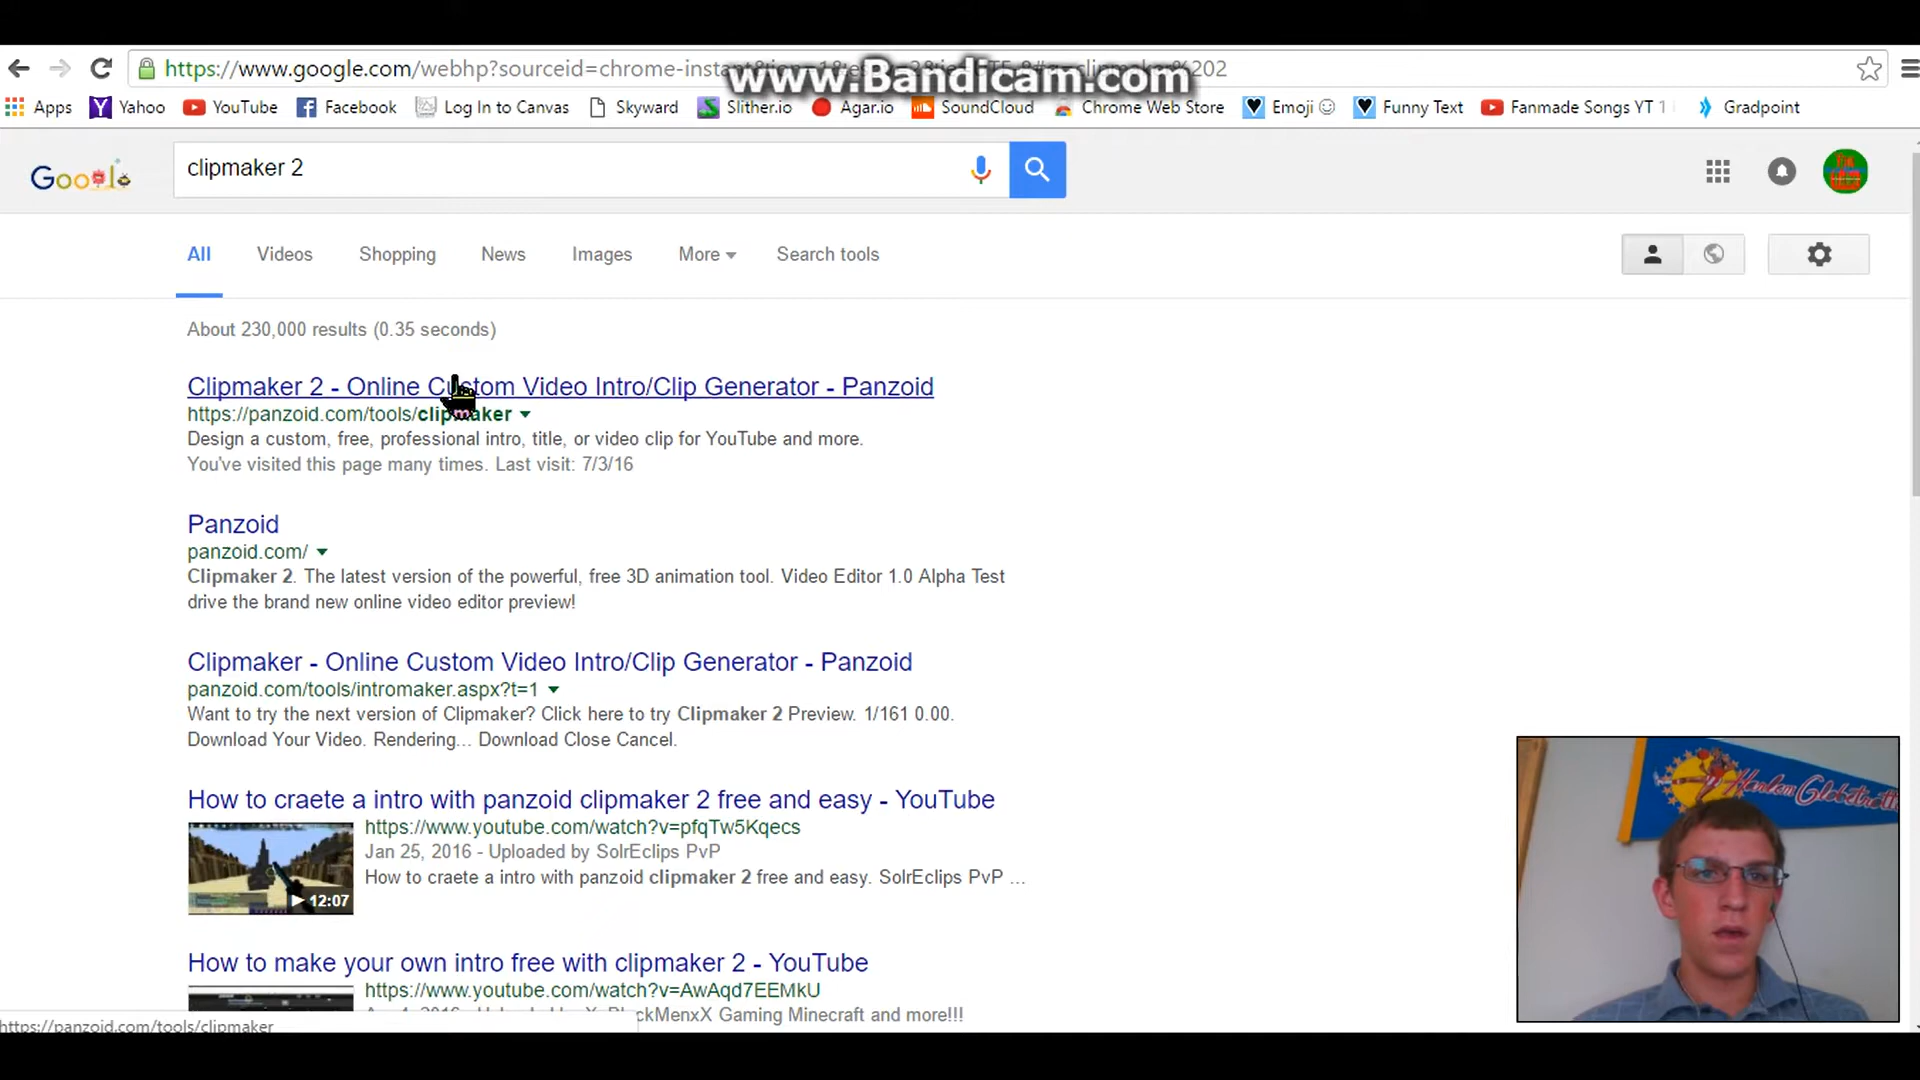 https://www.google.com/webhp?sourceid=chrome-instant
www.Bandicam.com
Apps Yahoo YouTube Facebook Log In to Canvas Skyward Slither.io Agar.io SoundCloud Chrome Web Store Emoji Funny Text Fanmade Songs YT 1 Gradpoint
Google clipmaker 2
All Videos Shopping News Images More Search tools
About 230,000 results (0.35 seconds)
Clipmaker 2 - Online Custom Video Intro/Clip Generator - Panzoid
https://panzoid.com/tools/clipmaker
Design a custom, free, professional intro, title, or video clip for YouTube and more.
You've visited this page many times. Last visit: 7/3/16
Panzoid
panzoid.com/
Clipmaker 2. The latest version of the powerful, free 3D animation tool. Video Editor 1.0 Alpha Test
drive the brand new online video editor preview!
Clipmaker - Online Custom Video Intro/Clip Generator - Panzoid
panzoid.com/tools/intromaker.aspx?t=1
Want to try the next version of Clipmaker? Click here to try Clipmaker 2 Preview. 1/161 0.00.
Download Your Video. Rendering... Download Close Cancel.
How to craete a intro with panzoid clipmaker 2 free and easy - YouTube
https://www.youtube.com/watch?v=pfqTw5Kqecs
Jan 25, 2016 - Uploaded by SolrEclips PvP
How to craete a intro with panzoid clipmaker 2 free and easy. SolrEclips PvP ...
12:07
How to make your own intro free with clipmaker 2 - YouTube
https://www.youtube.com/watch?v=AwAqd7EEMkU
Gaming Minecraft and more!!!
https://panzoid.com/tools/clipmaker
Harlem